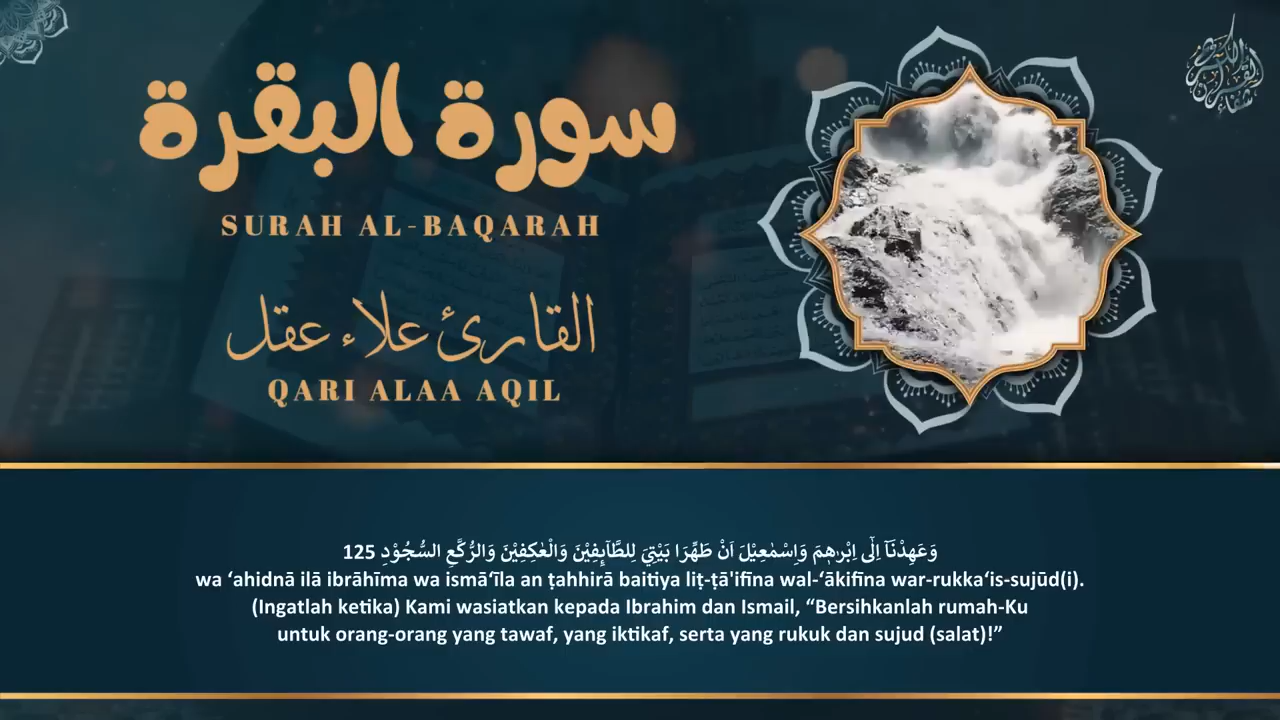 سورة البقرة
SURAH AL-BAQARAH
القارئ علاء عقل
QARI ALAA AQIL
وَعَهِدْنَآ اِلٰٓى اِبْرٰهٖمَ وَاِسْمٰعِيْلَ اَنْ طَهِّرَا بَيْتِيَ لِلطَّاۤىِٕفِيْنَ وَالْعٰكِفِيْنَ وَالرُّكَّعِ السُّجُوْدِ 125
wa ‘ahidnā ilā ibrāhīma wa ismā‘īla an ṭahhirā baitiya liṭ-ṭā'ifīna wal-‘ākifīna war-rukka‘is-sujūd(i).
(Ingatlah ketika) Kami wasiatkan kepada Ibrahim dan Ismail, “Bersihkanlah rumah-Ku
untuk orang-orang yang tawaf, yang iktikaf, serta yang rukuk dan sujud (salat)!”